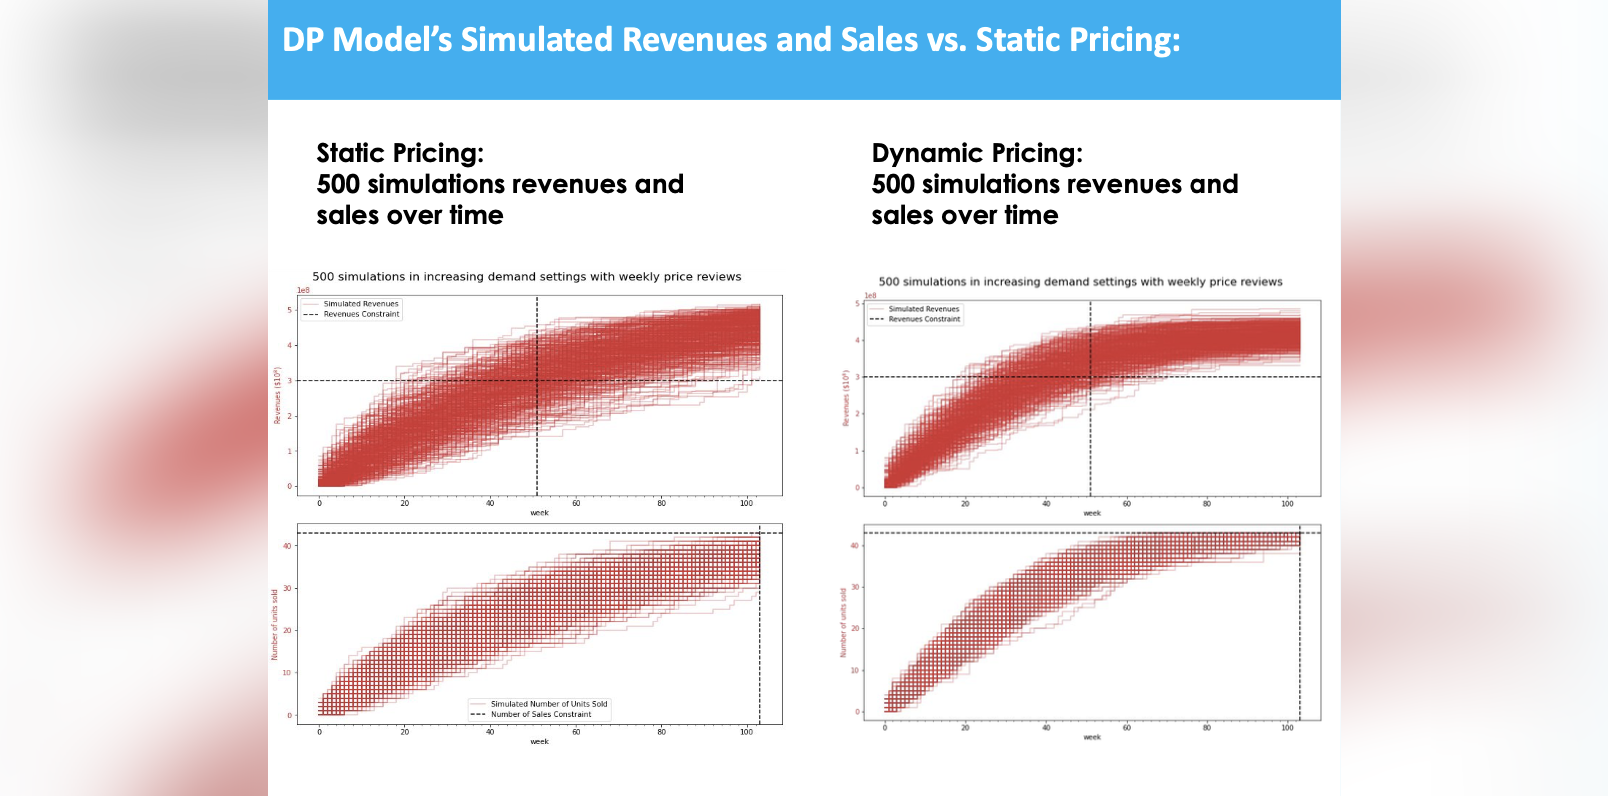 DP Model’s Simulated Revenues and Sales vs. Static Pricing:
Static Pricing:
500 simulations revenues and
sales over time
500 simulations in increasing demand settings with weekly price reviews
1e8
Simulated Revenues
Revenues Constraint
5
4
3
2
1
0
Revenues ($10⁸)
0 20 40 60 80 100
week
40
30
20
10
0
Number of units sold
Simulated Number of Units Sold
Number of Sales Constraint
0 20 40 60 80 100
week
Dynamic Pricing:
500 simulations revenues and
sales over time
500 simulations in increasing demand settings with weekly price reviews
1e8
Simulated Revenues
Revenues Constraint
5
4
3
2
1
0
Revenues ($10⁸)
0 20 40 60 80 100
week
40
30
20
10
0
Number of units sold
0 20 40 60 80 100
week